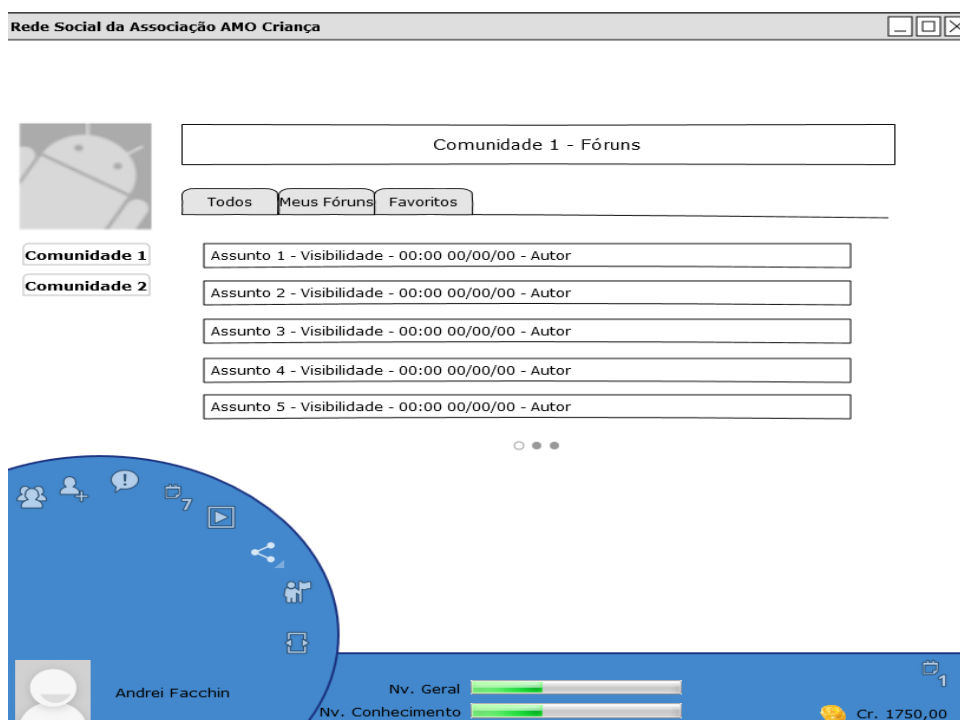 Rede Social da Associação AMO Criança
Comunidade 1 - Fóruns
Todos
Meus Fóruns
Favoritos
Comunidade 1
Comunidade 2
Assunto 1 - Visibilidade - 00:00 00/00/00 - Autor
Assunto 2 - Visibilidade - 00:00 00/00/00 - Autor
Assunto 3 - Visibilidade - 00:00 00/00/00 - Autor
Assunto 4 - Visibilidade - 00:00 00/00/00 - Autor
Assunto 5 - Visibilidade - 00:00 00/00/00 - Autor
!
7
1
Andrei Facchin
Nv. Geral
Nv. Conhecimento
Cr. 1750,00